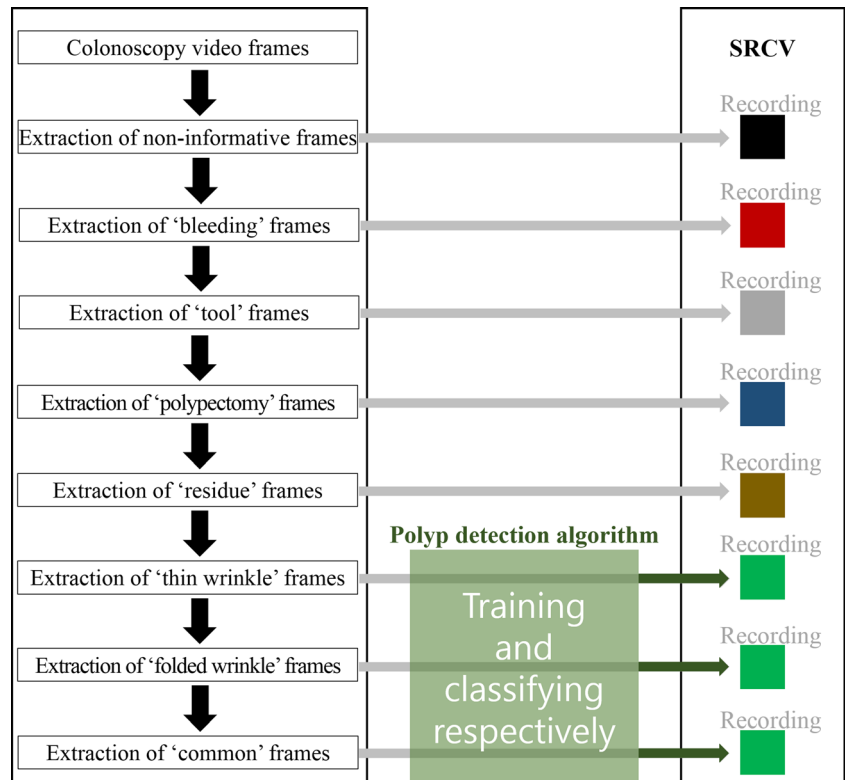 Colonoscopy video frames
SRCV
Recording
Extraction of non-informative frames
Recording
Extraction of ‘bleeding’ frames
Recording
Extraction of ‘tool’ frames
Recording
Extraction of ‘polypectomy’ frames
Recording
Extraction of ‘residue’ frames
Polyp detection algorithm
Recording
Extraction of ‘thin wrinkle’ frames
Training
and
classifying
respectively
Recording
Extraction of ‘folded wrinkle’ frames
Recording
Extraction of ‘common’ frames